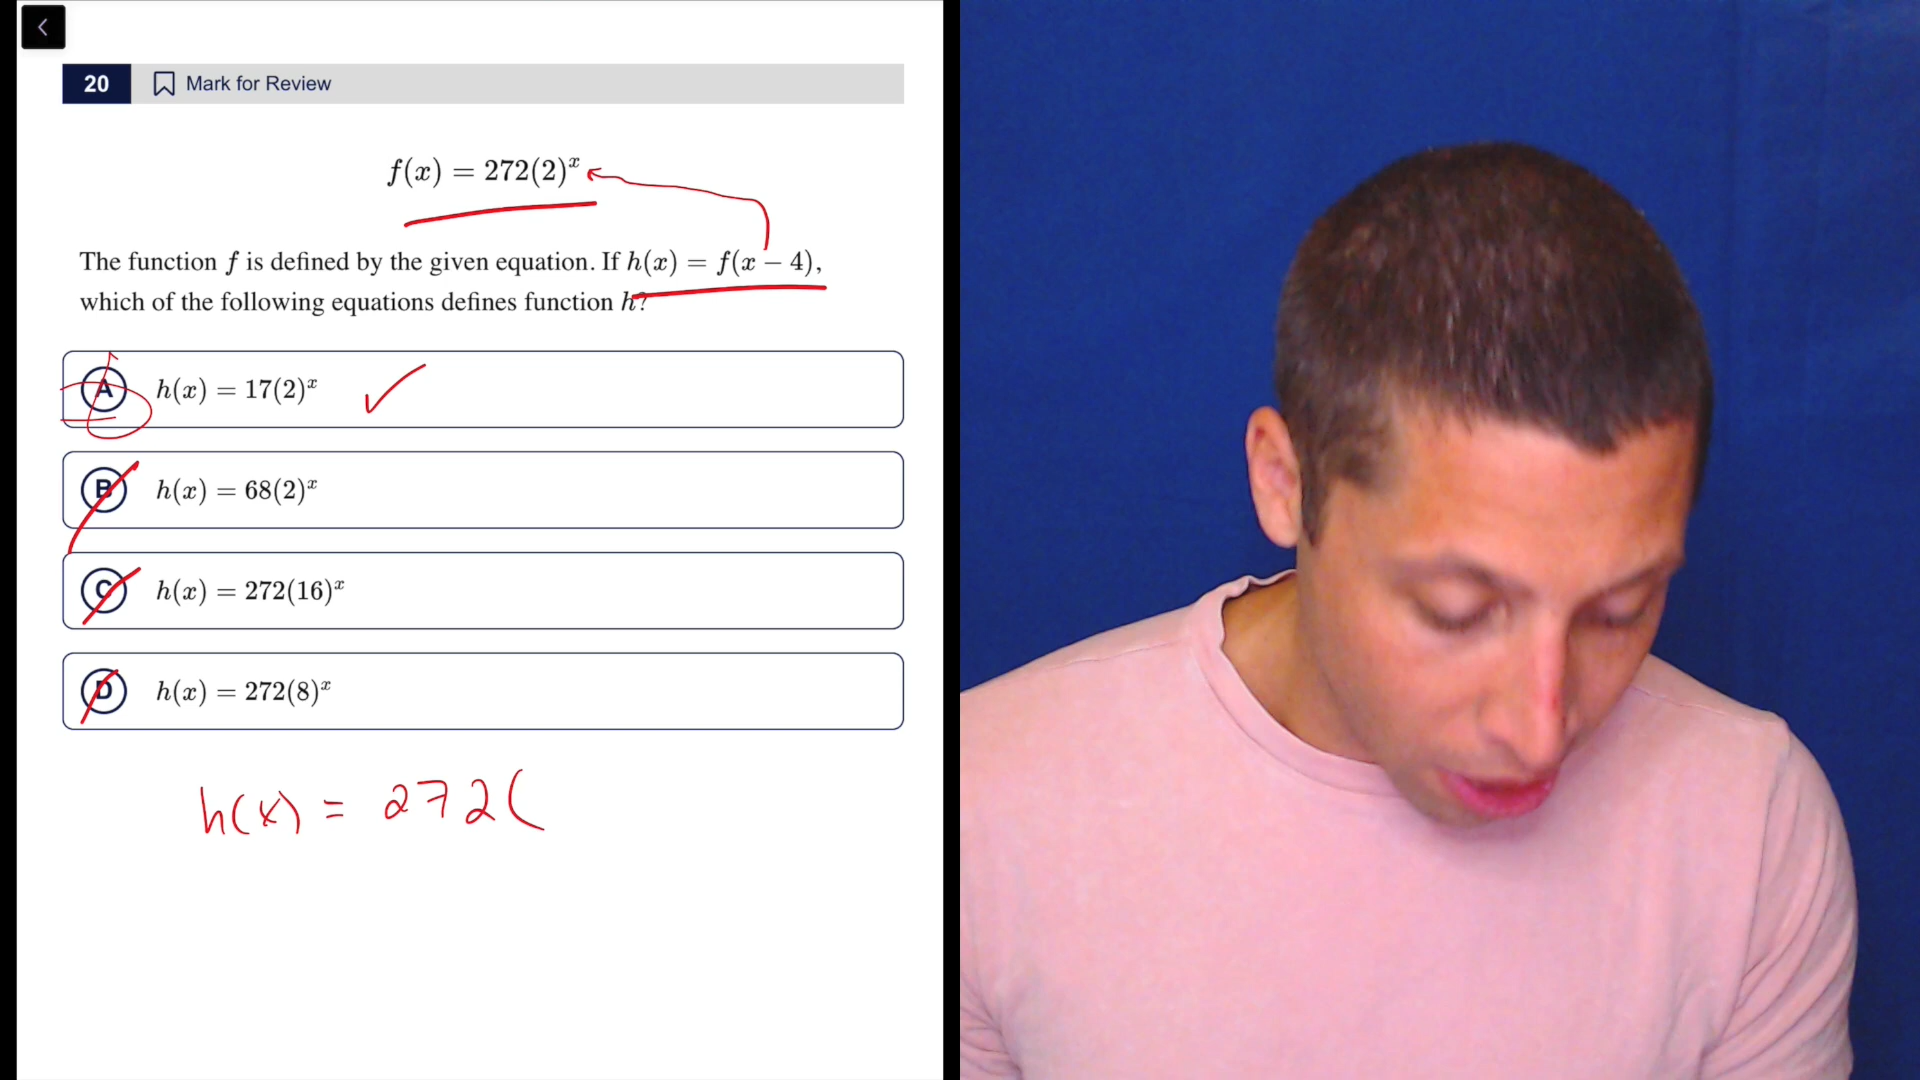 20 Mark for Review
f(x) = 272(2)^x
The function f is defined by the given equation. If h(x) = f(x − 4),
which of the following equations defines function h?
A h(x) = 17(2)^x
B h(x) = 68(2)^x
C h(x) = 272(16)^x
D h(x) = 272(8)^x
h(x) = 272(